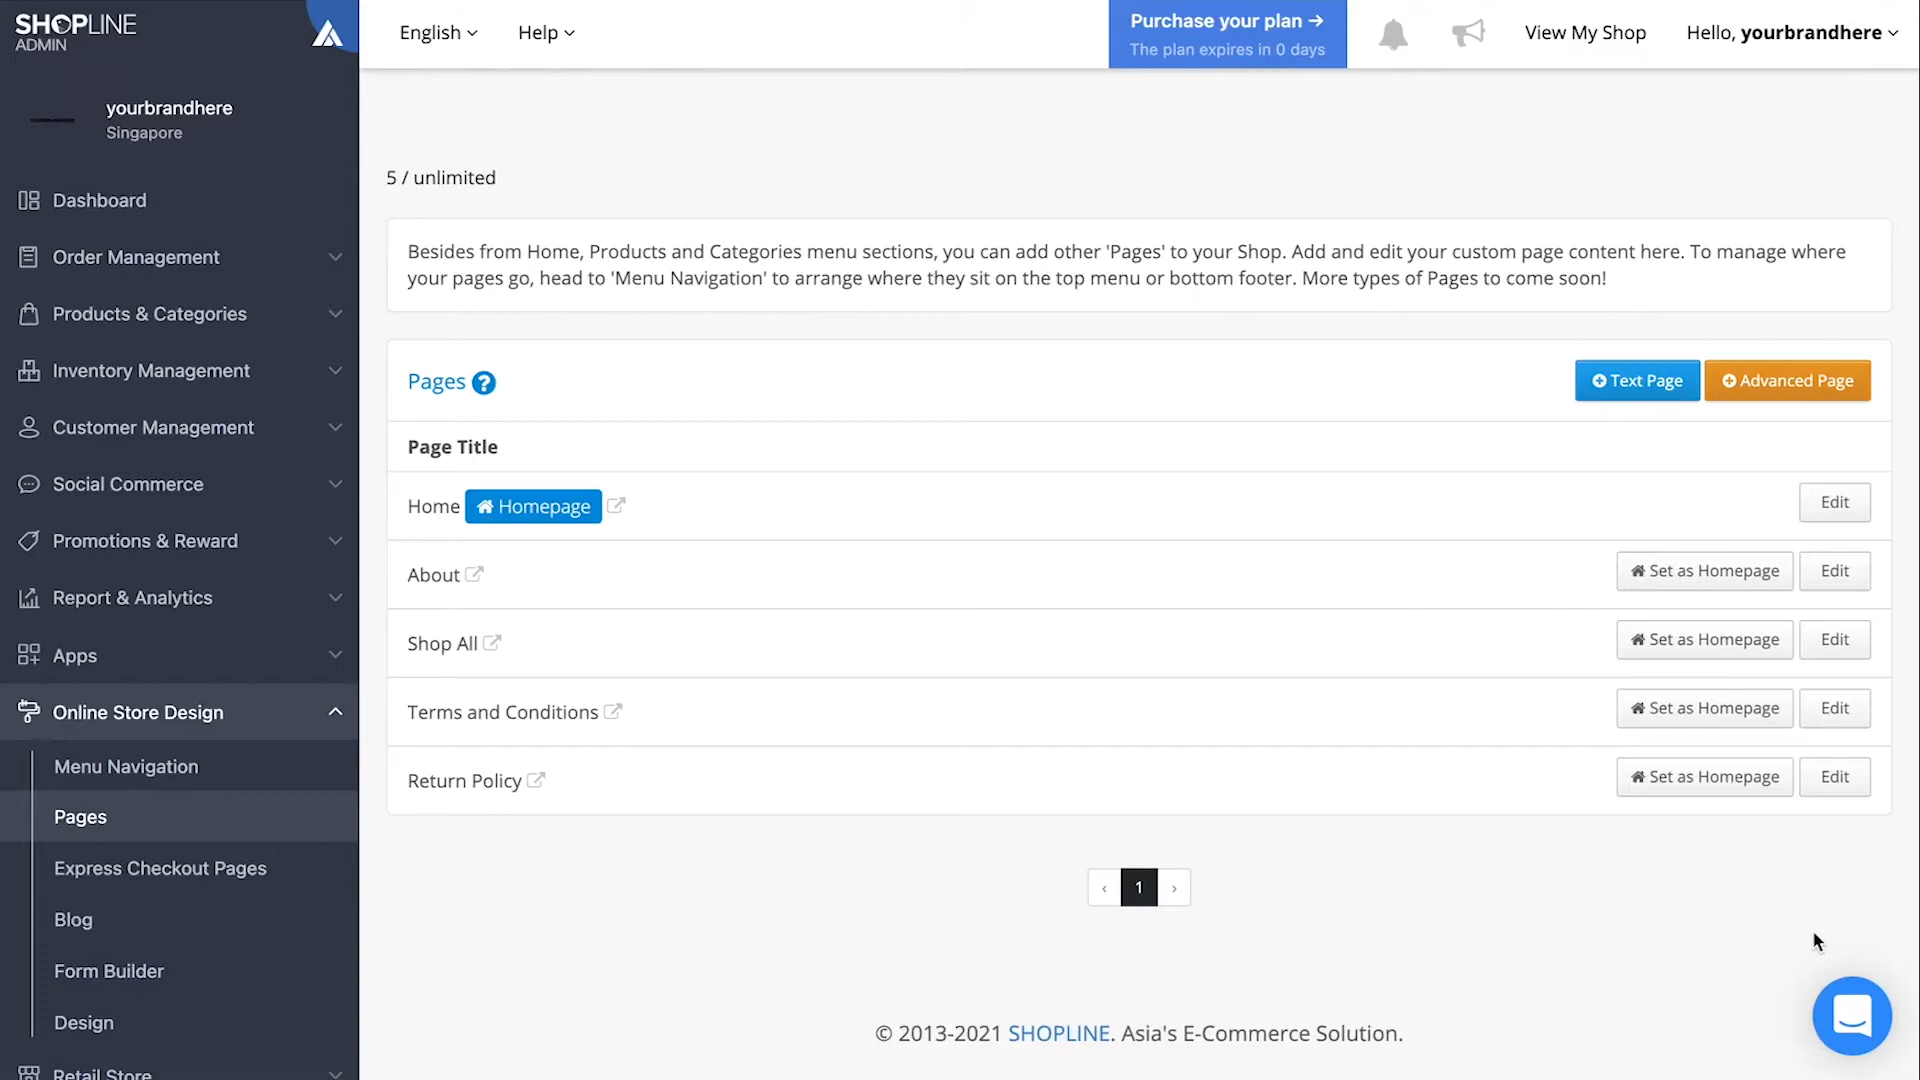 SHOPLINE
ADMIN
English
Help
Purchase your plan →
The plan expires in 0 days
View My Shop
Hello, yourbrandhere
yourbrandhere
Singapore
Dashboard
Order Management
Products & Categories
Inventory Management
Customer Management
Social Commerce
Promotions & Reward
Report & Analytics
Apps
Online Store Design
Menu Navigation
Pages
Express Checkout Pages
Blog
Form Builder
Design
Retail Store
5 / unlimited
Besides from Home, Products and Categories menu sections, you can add other 'Pages' to your Shop. Add and edit your custom page content here. To manage where
your pages go, head to 'Menu Navigation' to arrange where they sit on the top menu or bottom footer. More types of Pages to come soon!
Pages ?
Text Page
Advanced Page
Page Title
Home Homepage
Edit
About
Set as Homepage Edit
Shop All
Set as Homepage Edit
Terms and Conditions
Set as Homepage Edit
Return Policy
Set as Homepage Edit
‹ 1 ›
© 2013-2021 SHOPLINE. Asia's E-Commerce Solution.